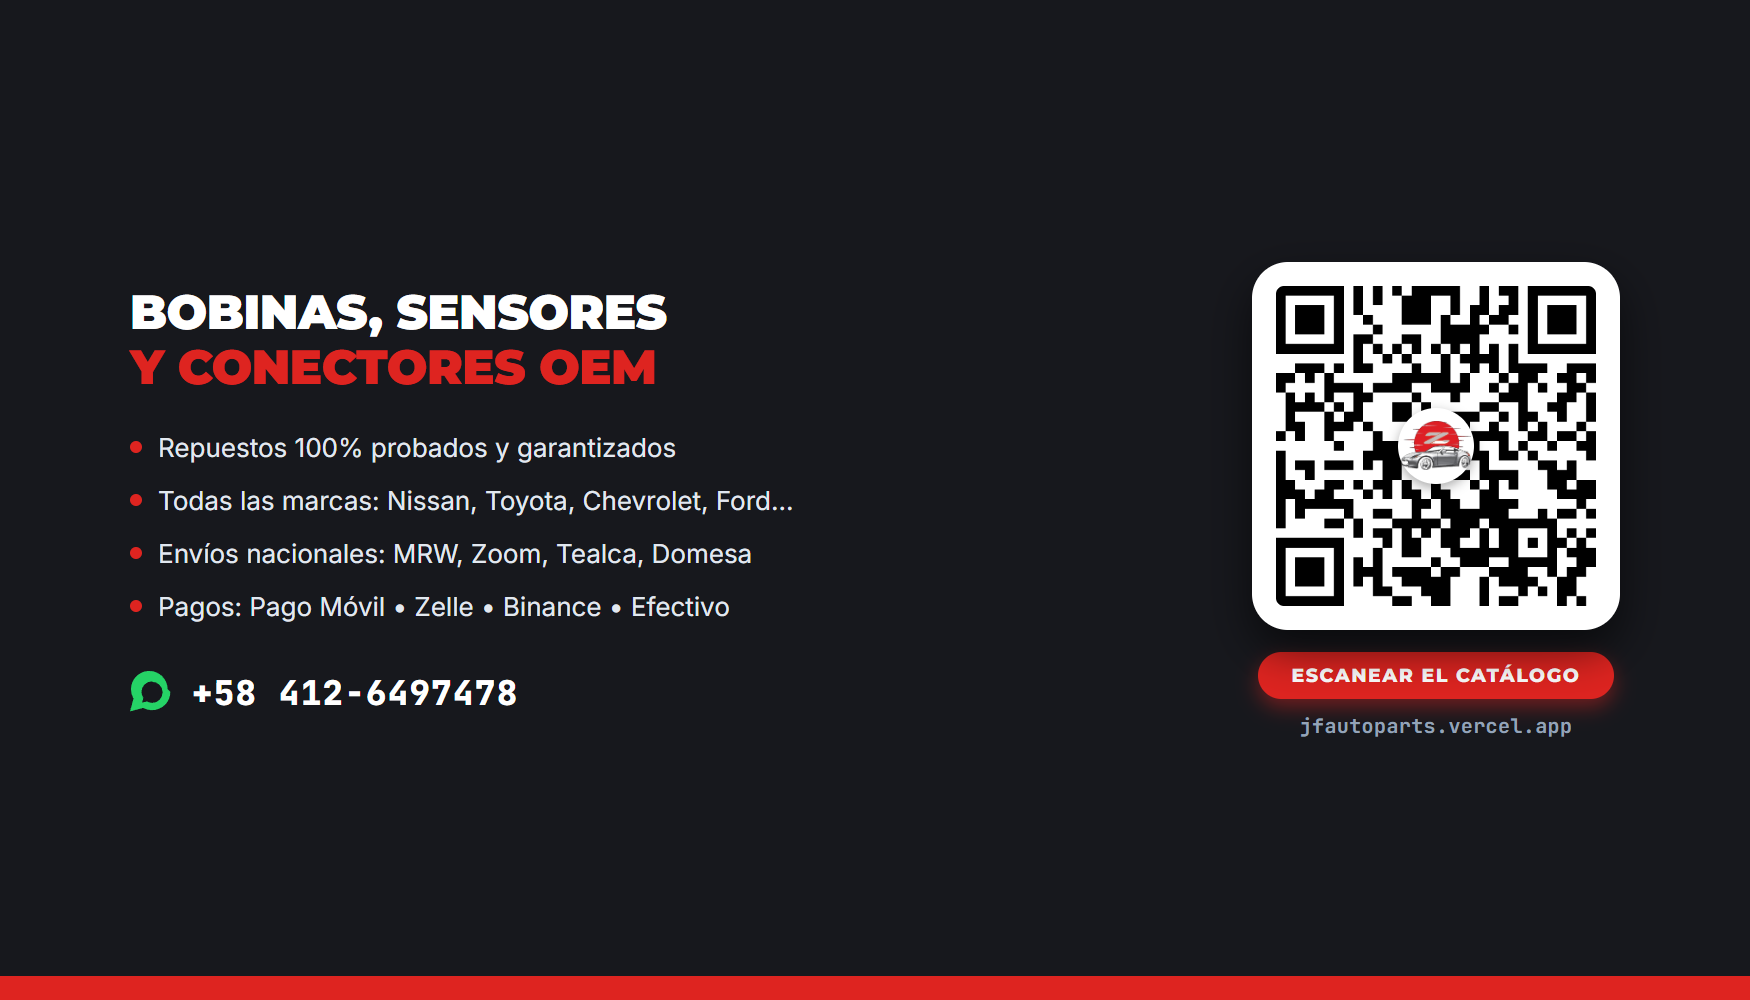 BOBINAS, SENSORES
Y CONECTORES OEM
Repuestos 100% probados y garantizados
Todas las marcas: Nissan, Toyota, Chevrolet, Ford...
Envíos nacionales: MRW, Zoom, Tealca, Domesa
Pagos: Pago Móvil • Zelle • Binance • Efectivo
+58 412-6497478
Z
ESCANEAR EL CATÁLOGO
jfautoparts.vercel.app